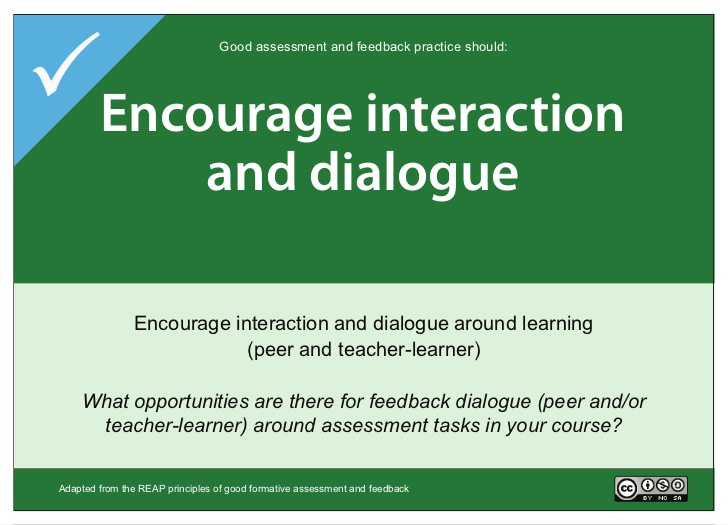 Good assessment and feedback practice should:
Encourage interaction
and dialogue
Encourage interaction and dialogue around learning
(peer and teacher-learner)
What opportunities are there for feedback dialogue (peer and/or
teacher-learner) around assessment tasks in your course?
Adapted from the REAP principles of good formative assessment and feedback
cc
BY NC SA